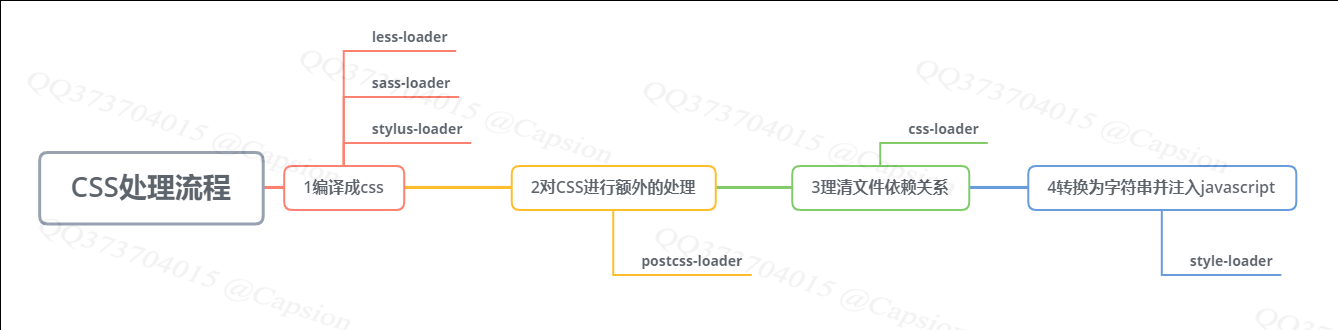 less-loader
sass-loader
stylus-loader
css-loader
CSS处理流程
1编译成css
2对CSS进行额外的处理
3理清文件依赖关系
4转换为字符串并注入javascript
postcss-loader
style-loader
QQ373704015 @Capsion
QQ373704015 @Capsion
QQ373704015 @Capsion
QQ373704015 @Capsion
QQ373704015 @Capsion
QQ373704015 @Capsion